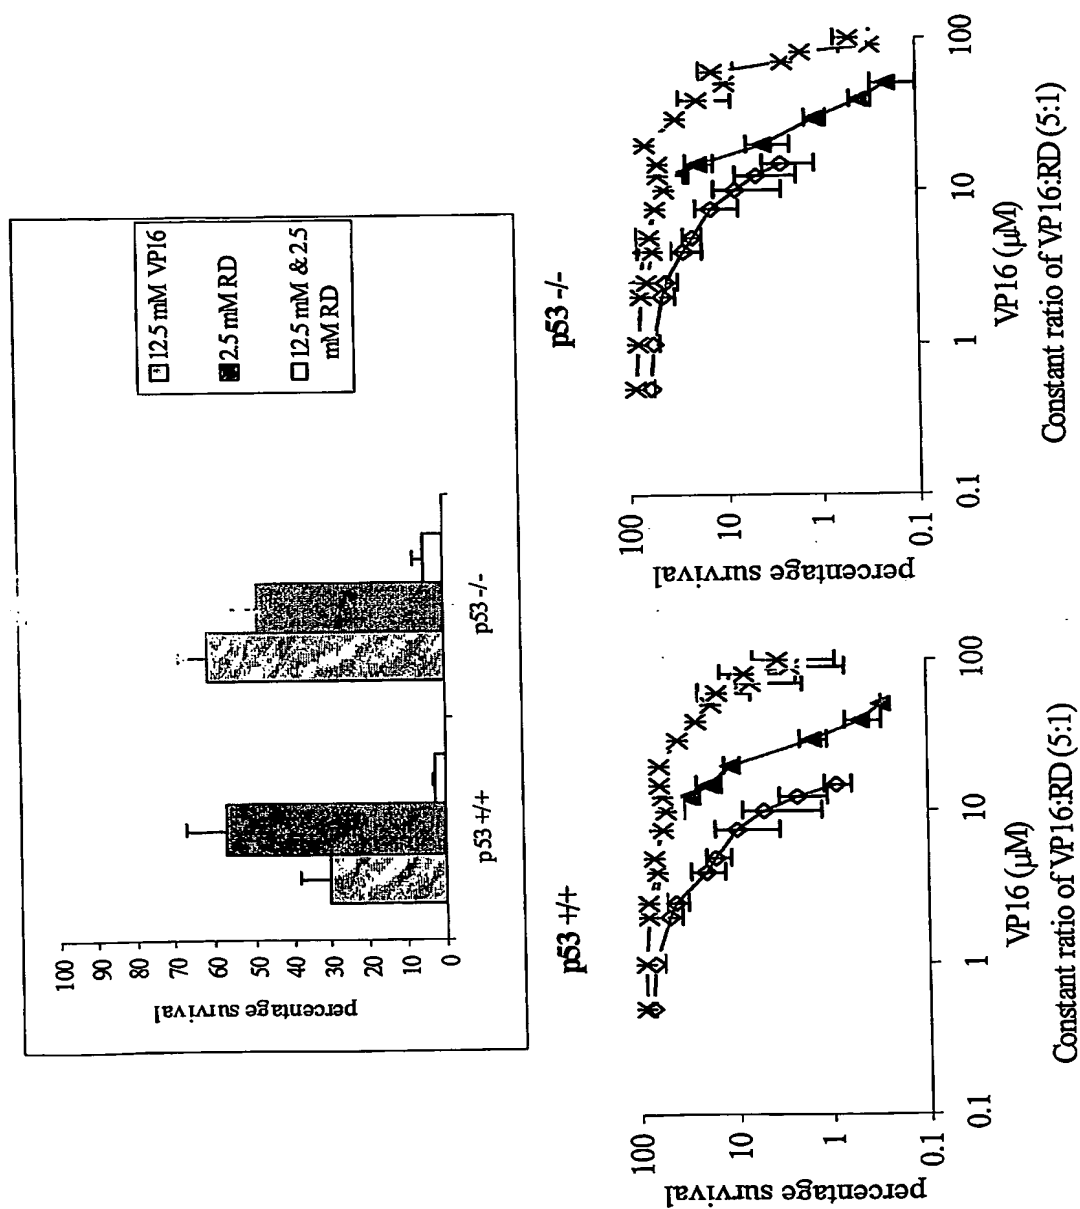 percentage survival
100
90
80
70
60
50
40
30
20
10
0
p53 +/+
p53 -/-
12.5 mM VP16
2.5 mM RD
12.5 mM & 2.5
mM RD
p53 +/+
percentage survival
100
10
1
0.1
0.1
1
10
100
VP16 (µM)
Constant ratio of VP16:RD (5:1)
p53 -/-
percentage survival
100
10
1
0.1
0.1
1
10
100
VP16 (µM)
Constant ratio of VP16:RD (5:1)